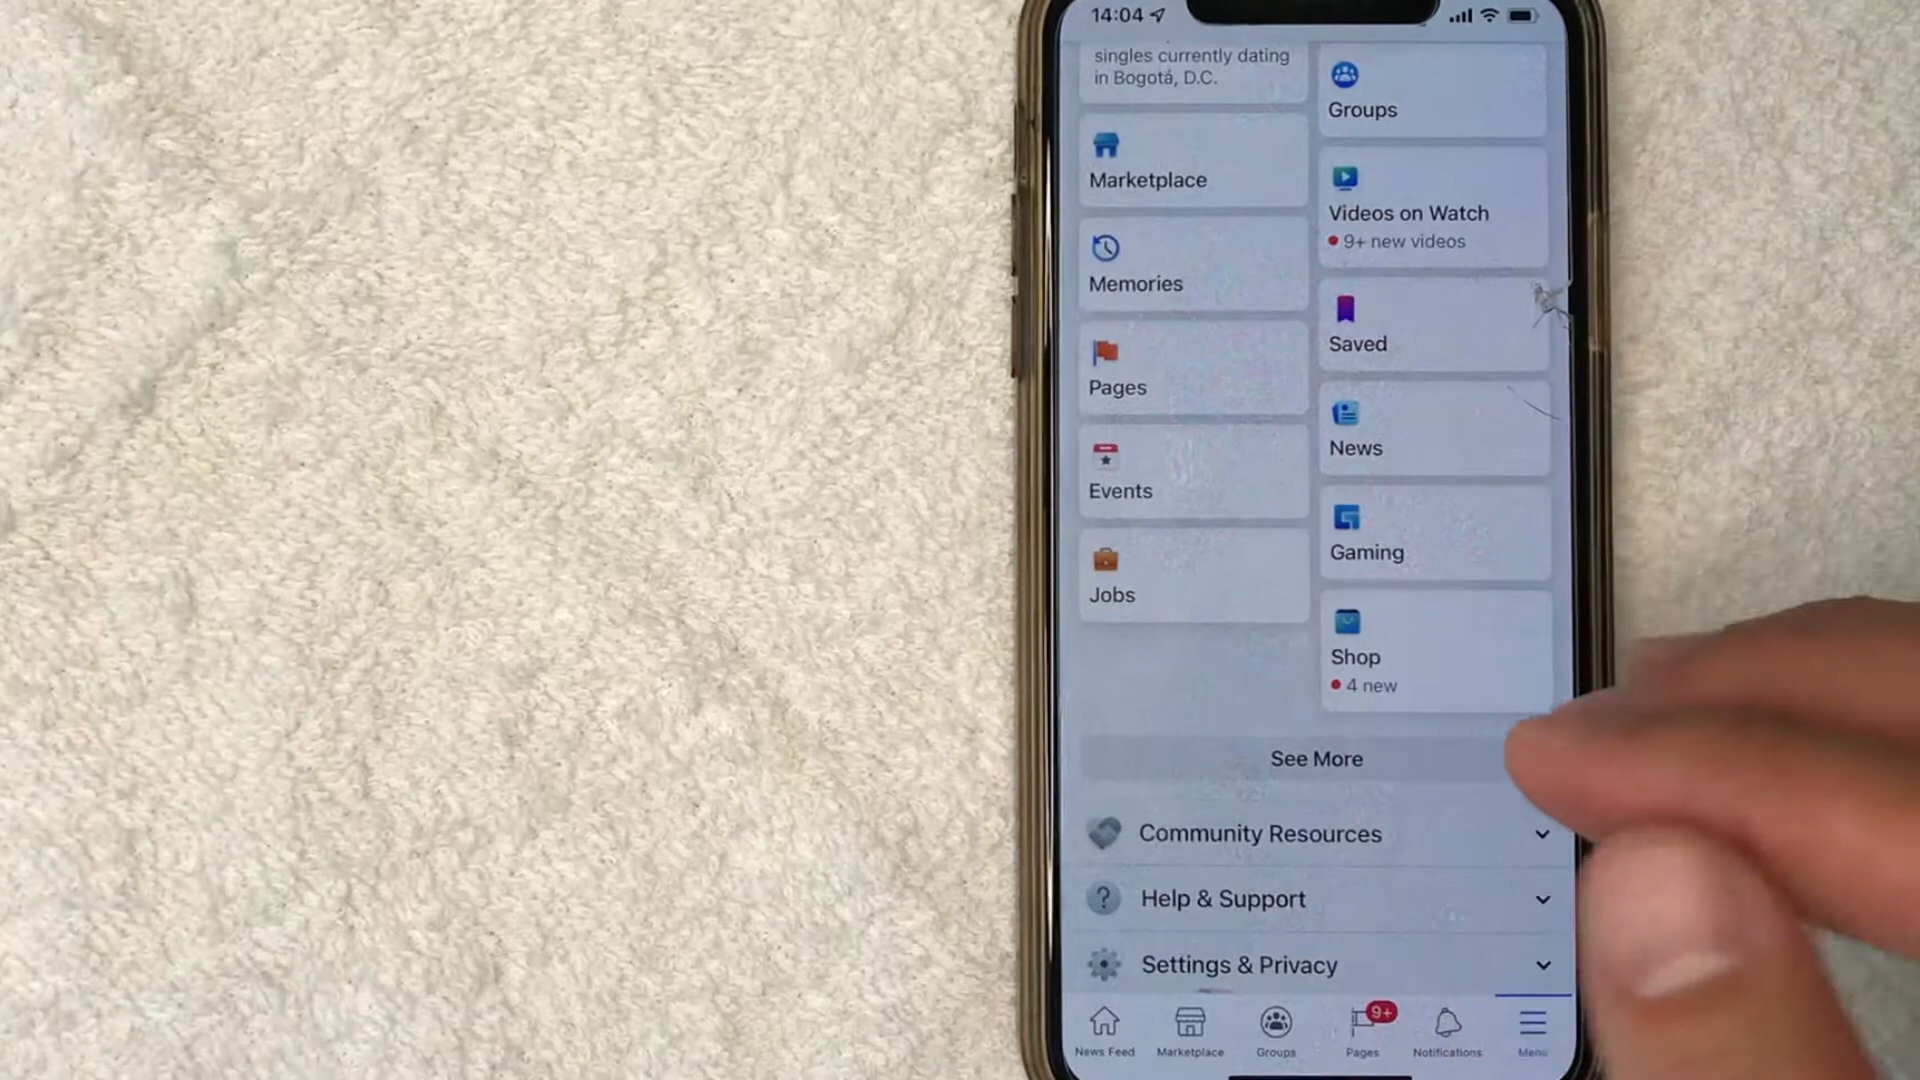 14:04
singles currently dating
in Bogotá, D.C.
Groups
Marketplace
Videos on Watch
9+ new videos
Memories
Saved
Pages
News
Events
Gaming
Jobs
Shop
4 new
See More
Community Resources
Help & Support
Settings & Privacy
9+
News Feed
Marketplace
Groups
Pages
Notifications
Menu